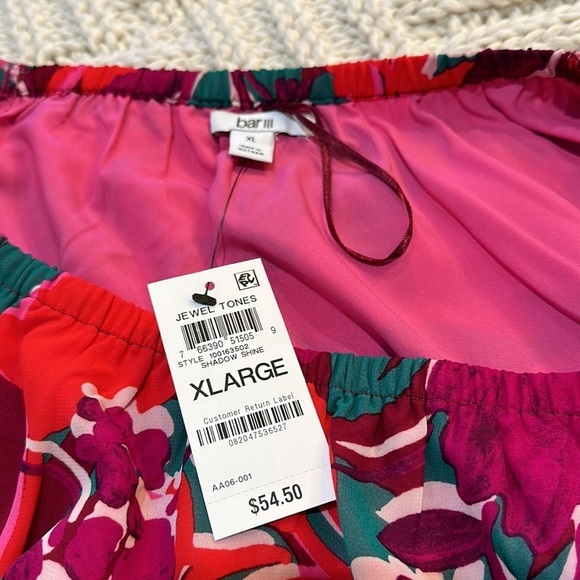 bar III
XL
JEWEL TONES
7 66390 51505 9
STYLE 100163502
SHADOW SHINE
XLARGE
Customer Return Label
082047536527
AA06-001
$54.50